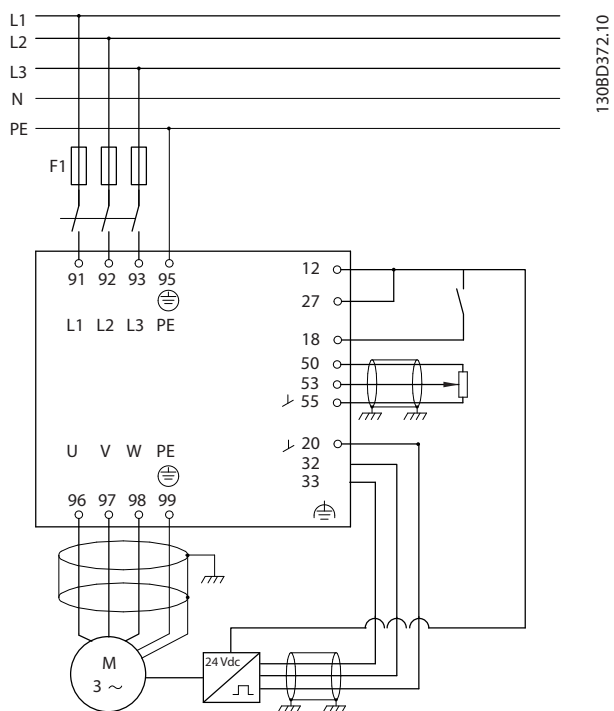 L1
L2
L3
N
PE
130BD372.10
F1
91 92 93 95
L1 L2 L3 PE
12
27
18
50
53
55
20
32
33
U V W PE
96 97 98 99
M
3 ~
24 Vdc